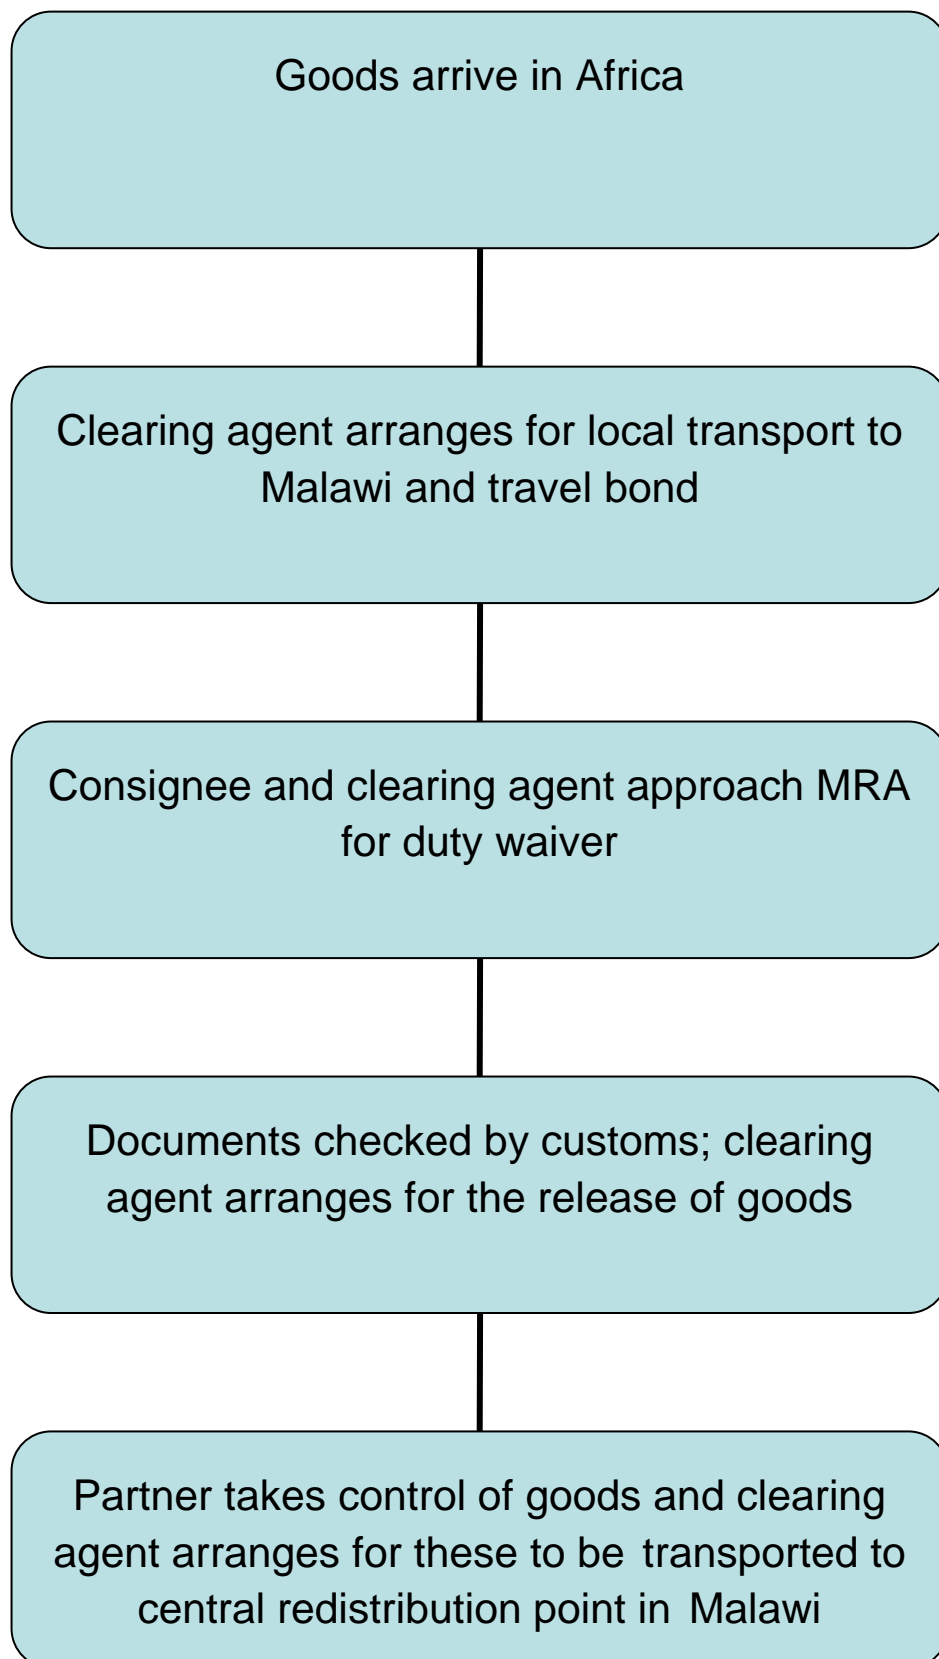 Goods arrive in Africa
Clearing agent arranges for local transport to
Malawi and travel bond
Consignee and clearing agent approach MRA
for duty waiver
Documents checked by customs; clearing
agent arranges for the release of goods
Partner takes control of goods and clearing
agent arranges for these to be transported to
central redistribution point in Malawi